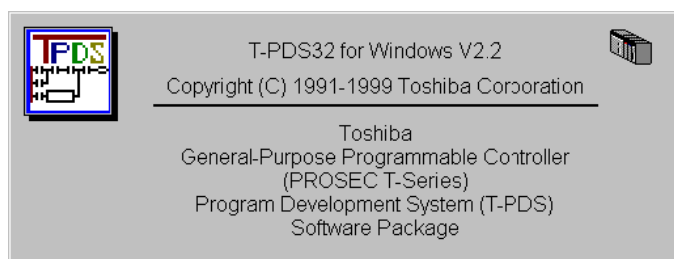 TPDS
T-PDS32 for Windows V2.2
Copyright (C) 1991-1999 Toshiba Corporation
Toshiba
General-Purpose Programmable Controller
(PROSEC T-Series)
Program Development System (T-PDS)
Software Package